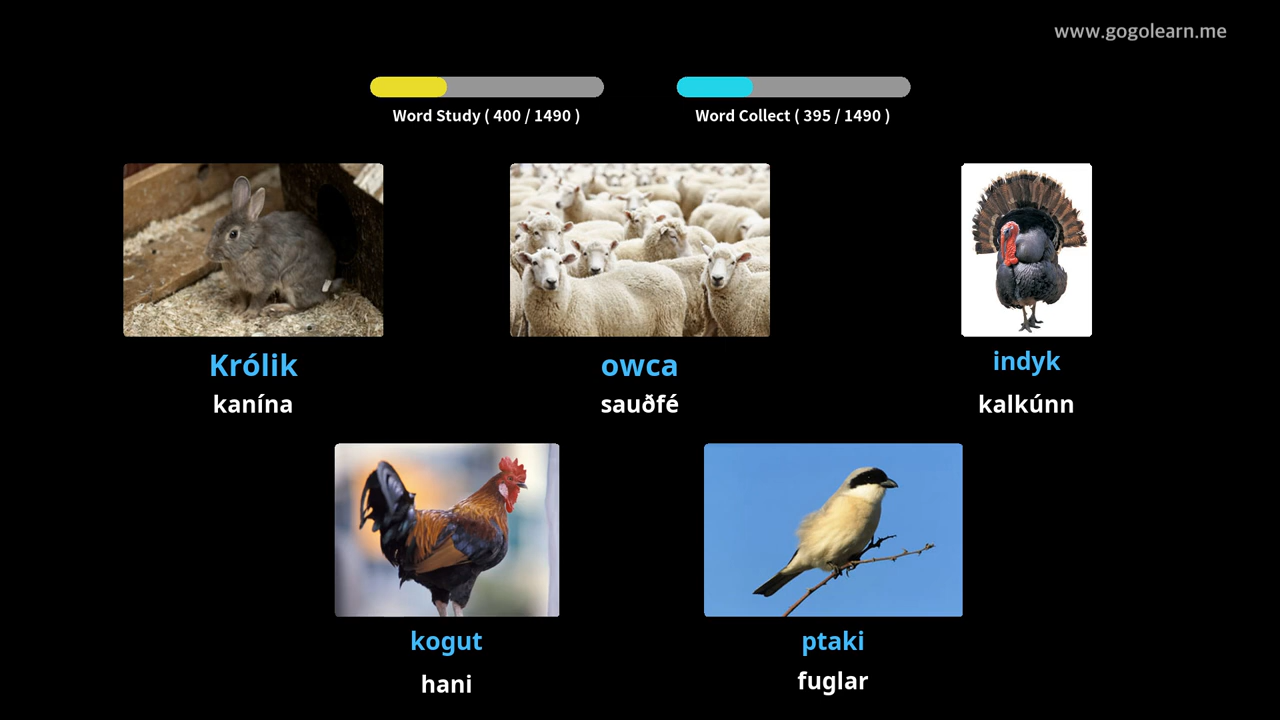 www.gogolearn.me
Word Study ( 400 / 1490 )
Word Collect ( 395 / 1490 )
Królik
owca
indyk
kanína
sauðfé
kalkúnn
kogut
ptaki
hani
fuglar